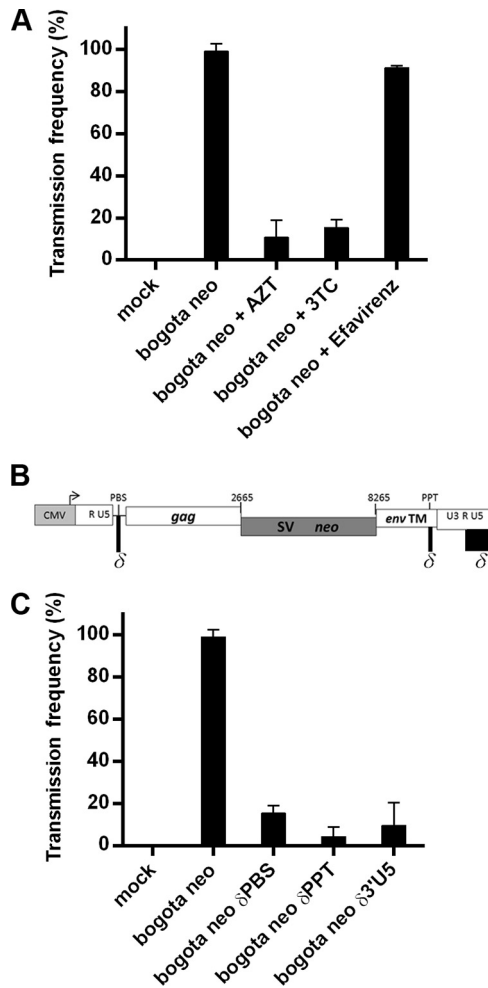 A
Transmission frequency (%)
100
80
60
40
20
0
mock
bogota neo
bogota neo + AZT
bogota neo + 3TC
bogota neo + Efavirenz
B
PBS 2665 8265 PPT
CMV R U5 gag SV neo env TM U3 R U5
δ δ δ
C
Transmission frequency (%)
100
80
60
40
20
0
mock
bogota neo
bogota neo δPBS
bogota neo δPPT
bogota neo δ3'U5